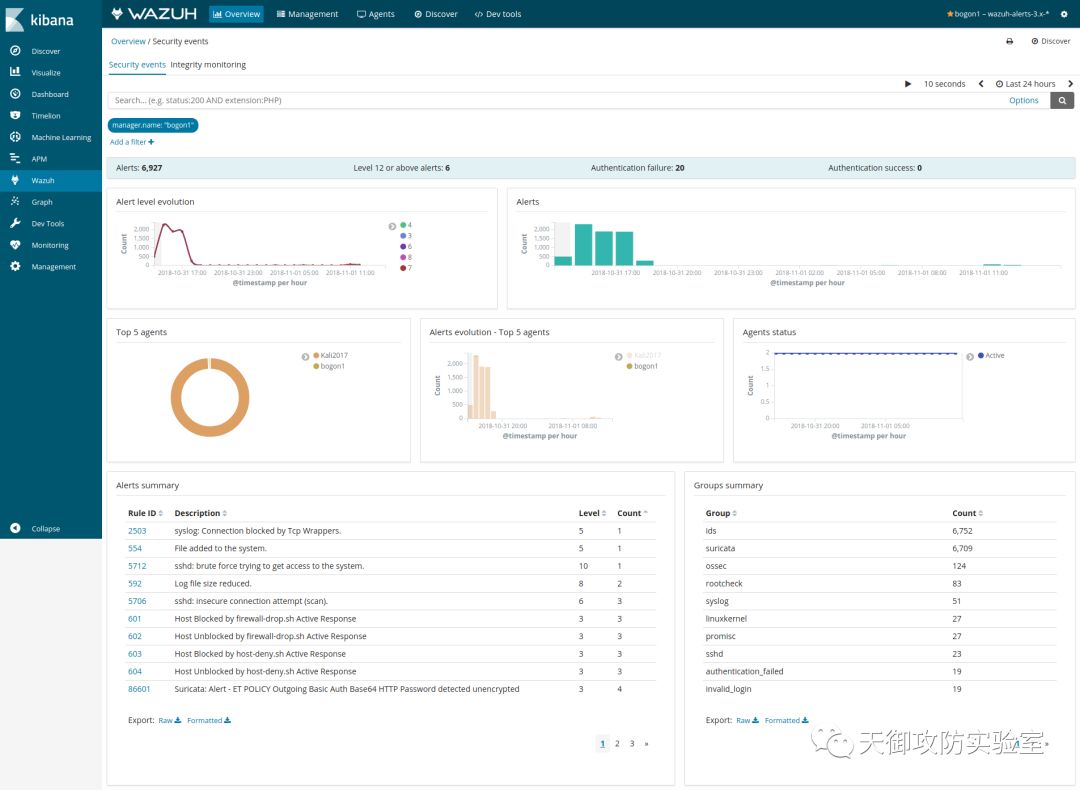 kibana
Discover
Visualize
Dashboard
Timelion
Machine Learning
APM
Wazuh
Graph
Dev Tools
Monitoring
Management
Collapse
WAZUH Overview Management Agents Discover Dev tools bogon1 – wazuh-alerts-3.x-*
Overview / Security events Discover
Security events Integrity monitoring
10 seconds Last 24 hours
Search... (e.g. status:200 AND extension:PHP) Options
manager.name: "bogon1"
Add a filter +
Alerts: 6,927 Level 12 or above alerts: 6 Authentication failure: 20 Authentication success: 0
Alert level evolution
Count
2,000
1,500
1,000
500
0
2018-10-31 17:00 2018-10-31 23:00 2018-11-01 05:00 2018-11-01 11:00
@timestamp per hour
4
3
6
8
7
Alerts
Count
2,000
1,500
1,000
500
0
2018-10-31 17:00 2018-10-31 20:00 2018-10-31 23:00 2018-11-01 02:00 2018-11-01 05:00 2018-11-01 08:00 2018-11-01 11:00
@timestamp per hour
Top 5 agents
Kali2017
bogon1
Alerts evolution - Top 5 agents
Count
2,000
1,500
1,000
500
0
2018-10-31 20:00 2018-11-01 08:00
@timestamp per hour
Kali2017
bogon1
Agents status
Count
2
1.5
1
0.5
0
2018-10-31 20:00 2018-11-01 05:00
@timestamp per hour
Active
Alerts summary
Rule ID Description Level Count
2503 syslog: Connection blocked by Tcp Wrappers. 5 1
554 File added to the system. 5 1
5712 sshd: brute force trying to get access to the system. 10 1
592 Log file size reduced. 8 2
5706 sshd: insecure connection attempt (scan). 6 3
601 Host Blocked by firewall-drop.sh Active Response 3 3
602 Host Unblocked by firewall-drop.sh Active Response 3 3
603 Host Blocked by host-deny.sh Active Response 3 3
604 Host Unblocked by host-deny.sh Active Response 3 3
86601 Suricata: Alert - ET POLICY Outgoing Basic Auth Base64 HTTP Password detected unencrypted 3 4
Export: Raw Formatted
1 2 3 »
Groups summary
Group Count
ids 6,752
suricata 6,709
ossec 124
rootcheck 83
syslog 51
linuxkernel 27
promisc 27
sshd 23
authentication_failed 19
invalid_login 19
Export: Raw Formatted
1 »
天御攻防实验室